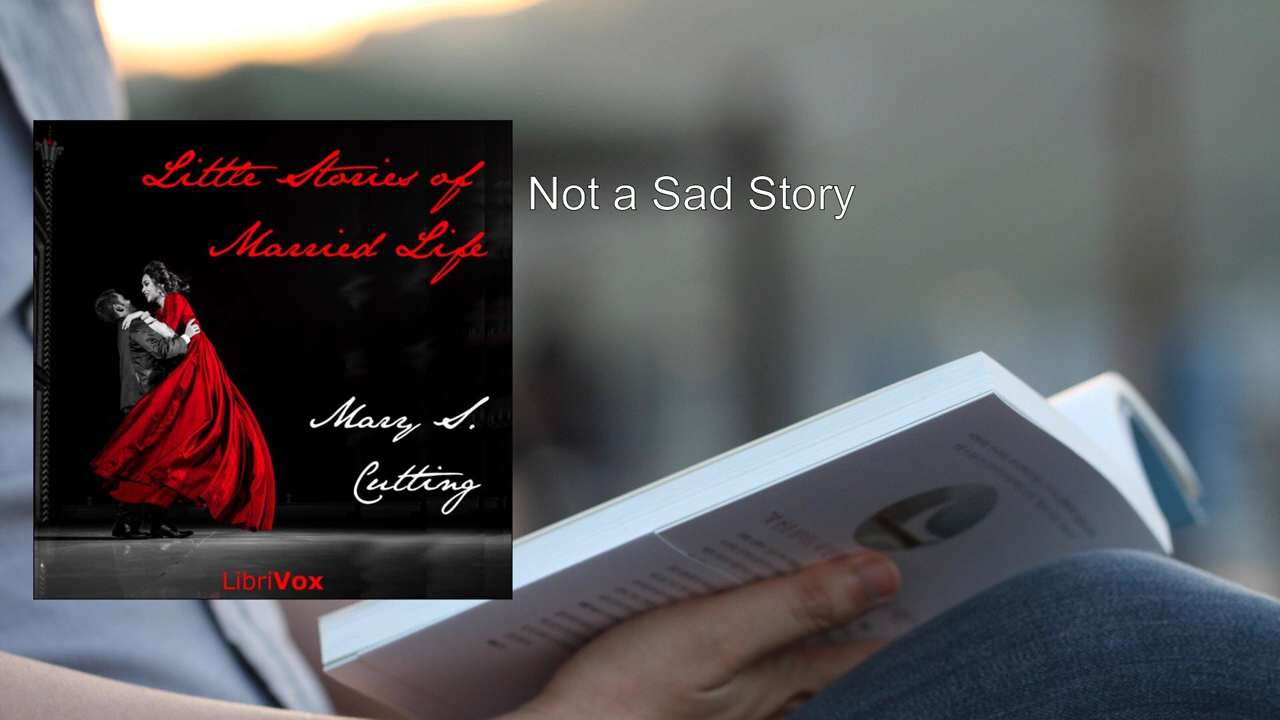 Little Stories of
Married Life
Mary S.
Cutting
LibriVox
Not a Sad Story